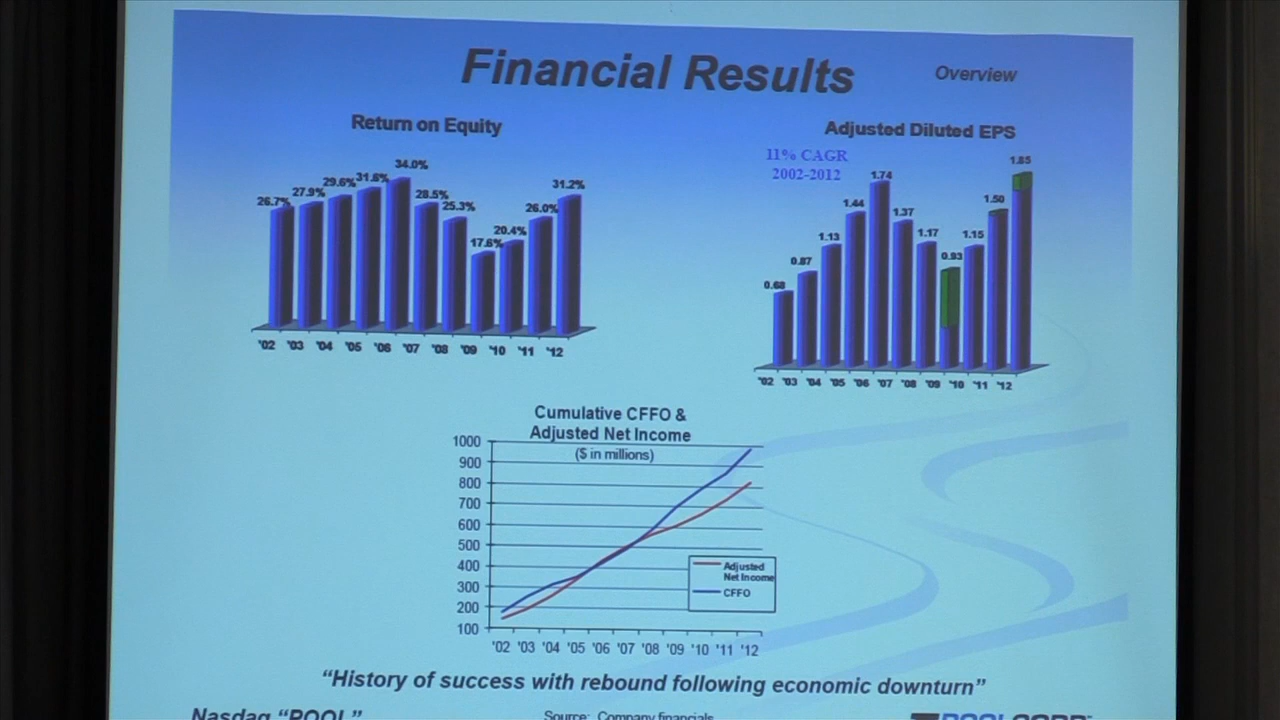 Financial Results
Overview
Return on Equity
26.7% 27.9% 29.6% 31.6% 34.0% 28.5% 25.3% 17.6% 20.4% 26.0% 31.2%
'02 '03 '04 '05 '06 '07 '08 '09 '10 '11 '12
Adjusted Diluted EPS
11% CAGR
2002-2012
0.68 0.87 1.13 1.44 1.74 1.37 1.17 0.93 1.15 1.50 1.85
'02 '03 '04 '05 '06 '07 '08 '09 '10 '11 '12
Cumulative CFFO &
Adjusted Net Income
($ in millions)
1000
900
800
700
600
500
400
300
200
100
Adjusted
Net Income
CFFO
'02 '03 '04 '05 '06 '07 '08 '09 '10 '11 '12
“History of success with rebound following economic downturn”
Nasdaq “POOL”
Source: Company financials
POOLCORP